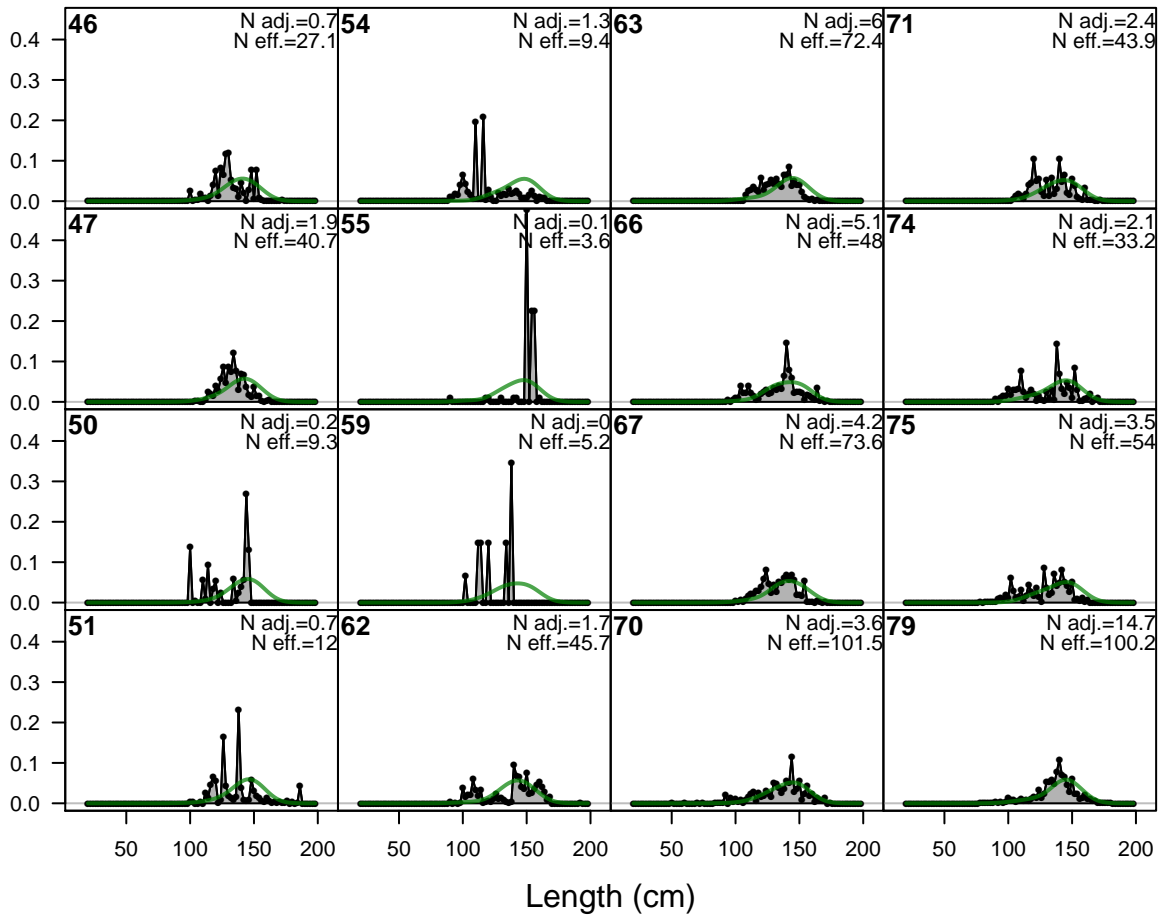 46 N adj.=0.7
N eff.=27.1
54 N adj.=1.3
N eff.=9.4
63 N adj.=6
N eff.=72.4
71 N adj.=2.4
N eff.=43.9
0.4
0.3
0.2
0.1
0.0
47 N adj.=1.9
N eff.=40.7
55 N adj.=0.1
N eff.=3.6
66 N adj.=5.1
N eff.=48
74 N adj.=2.1
N eff.=33.2
0.4
0.3
0.2
0.1
0.0
50 N adj.=0.2
N eff.=9.3
59 N adj.=0
N eff.=5.2
67 N adj.=4.2
N eff.=73.6
75 N adj.=3.5
N eff.=54
0.4
0.3
0.2
0.1
0.0
51 N adj.=0.7
N eff.=12
62 N adj.=1.7
N eff.=45.7
70 N adj.=3.6
N eff.=101.5
79 N adj.=14.7
N eff.=100.2
0.4
0.3
0.2
0.1
0.0
50 100 150 200 50 100 150 200 50 100 150 200 50 100 150 200
Length (cm)